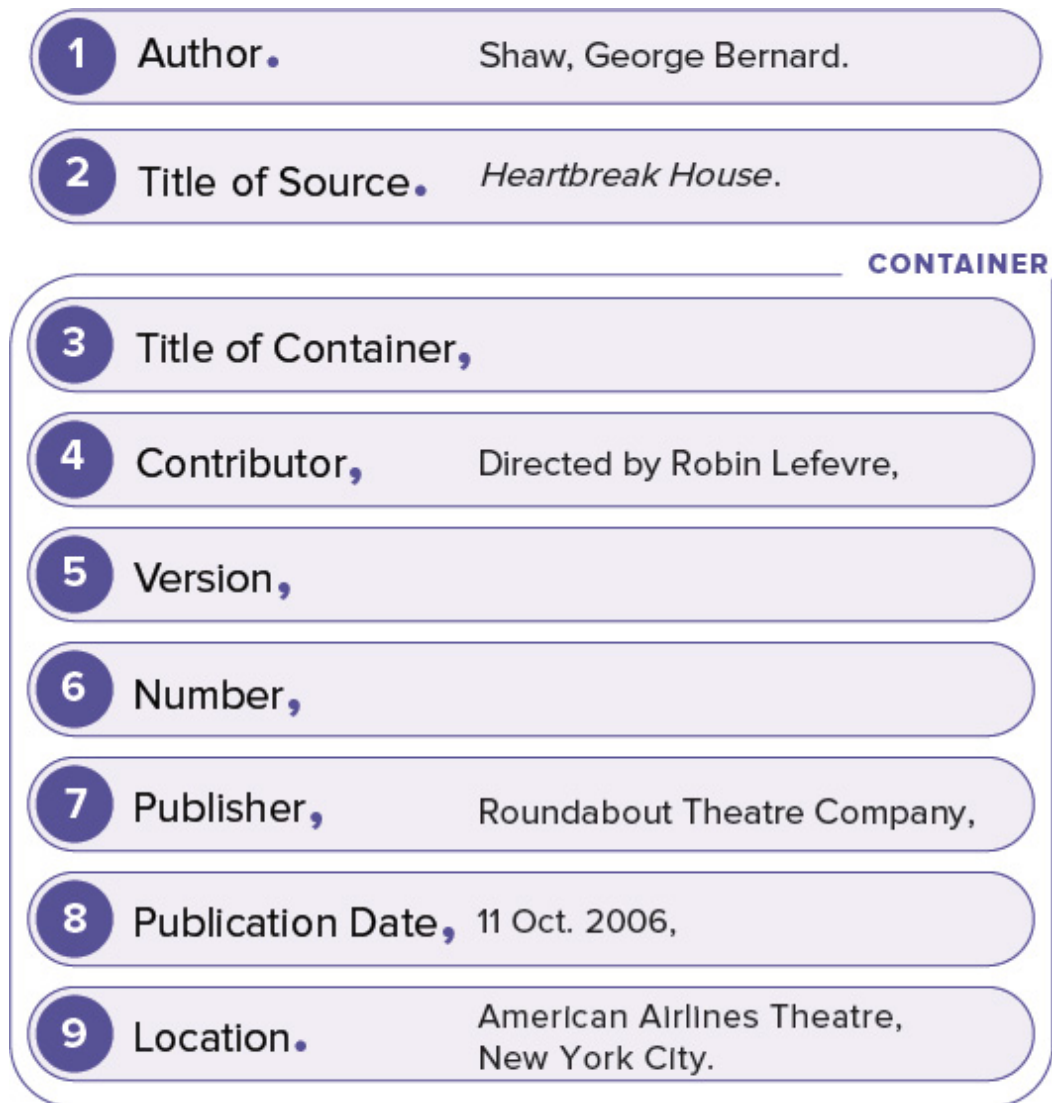 1 Author. Shaw, George Bernard.
2 Title of Source. Heartbreak House.
CONTAINER
3 Title of Container,
4 Contributor, Directed by Robin Lefevre,
5 Version,
6 Number,
7 Publisher, Roundabout Theatre Company,
8 Publication Date, 11 Oct. 2006,
9 Location. American Airlines Theatre,
New York City.